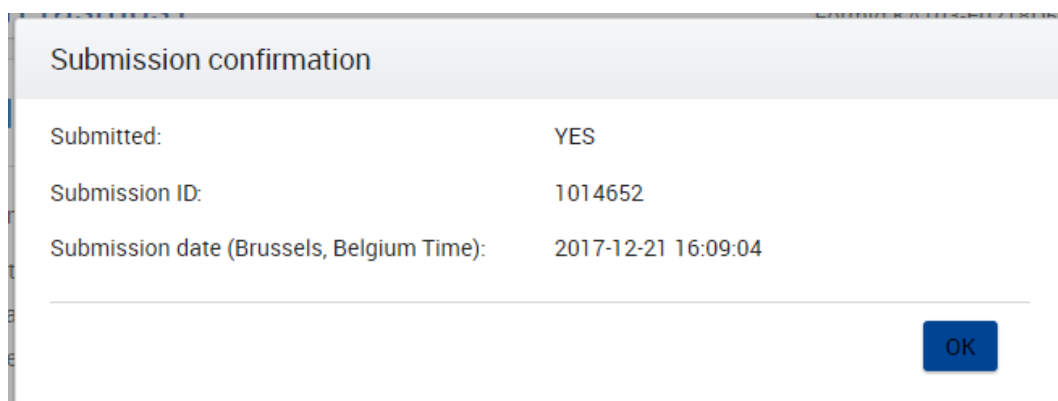 Submission confirmation
Submitted: YES
Submission ID: 1014652
Submission date (Brussels, Belgium Time): 2017-12-21 16:09:04
OK